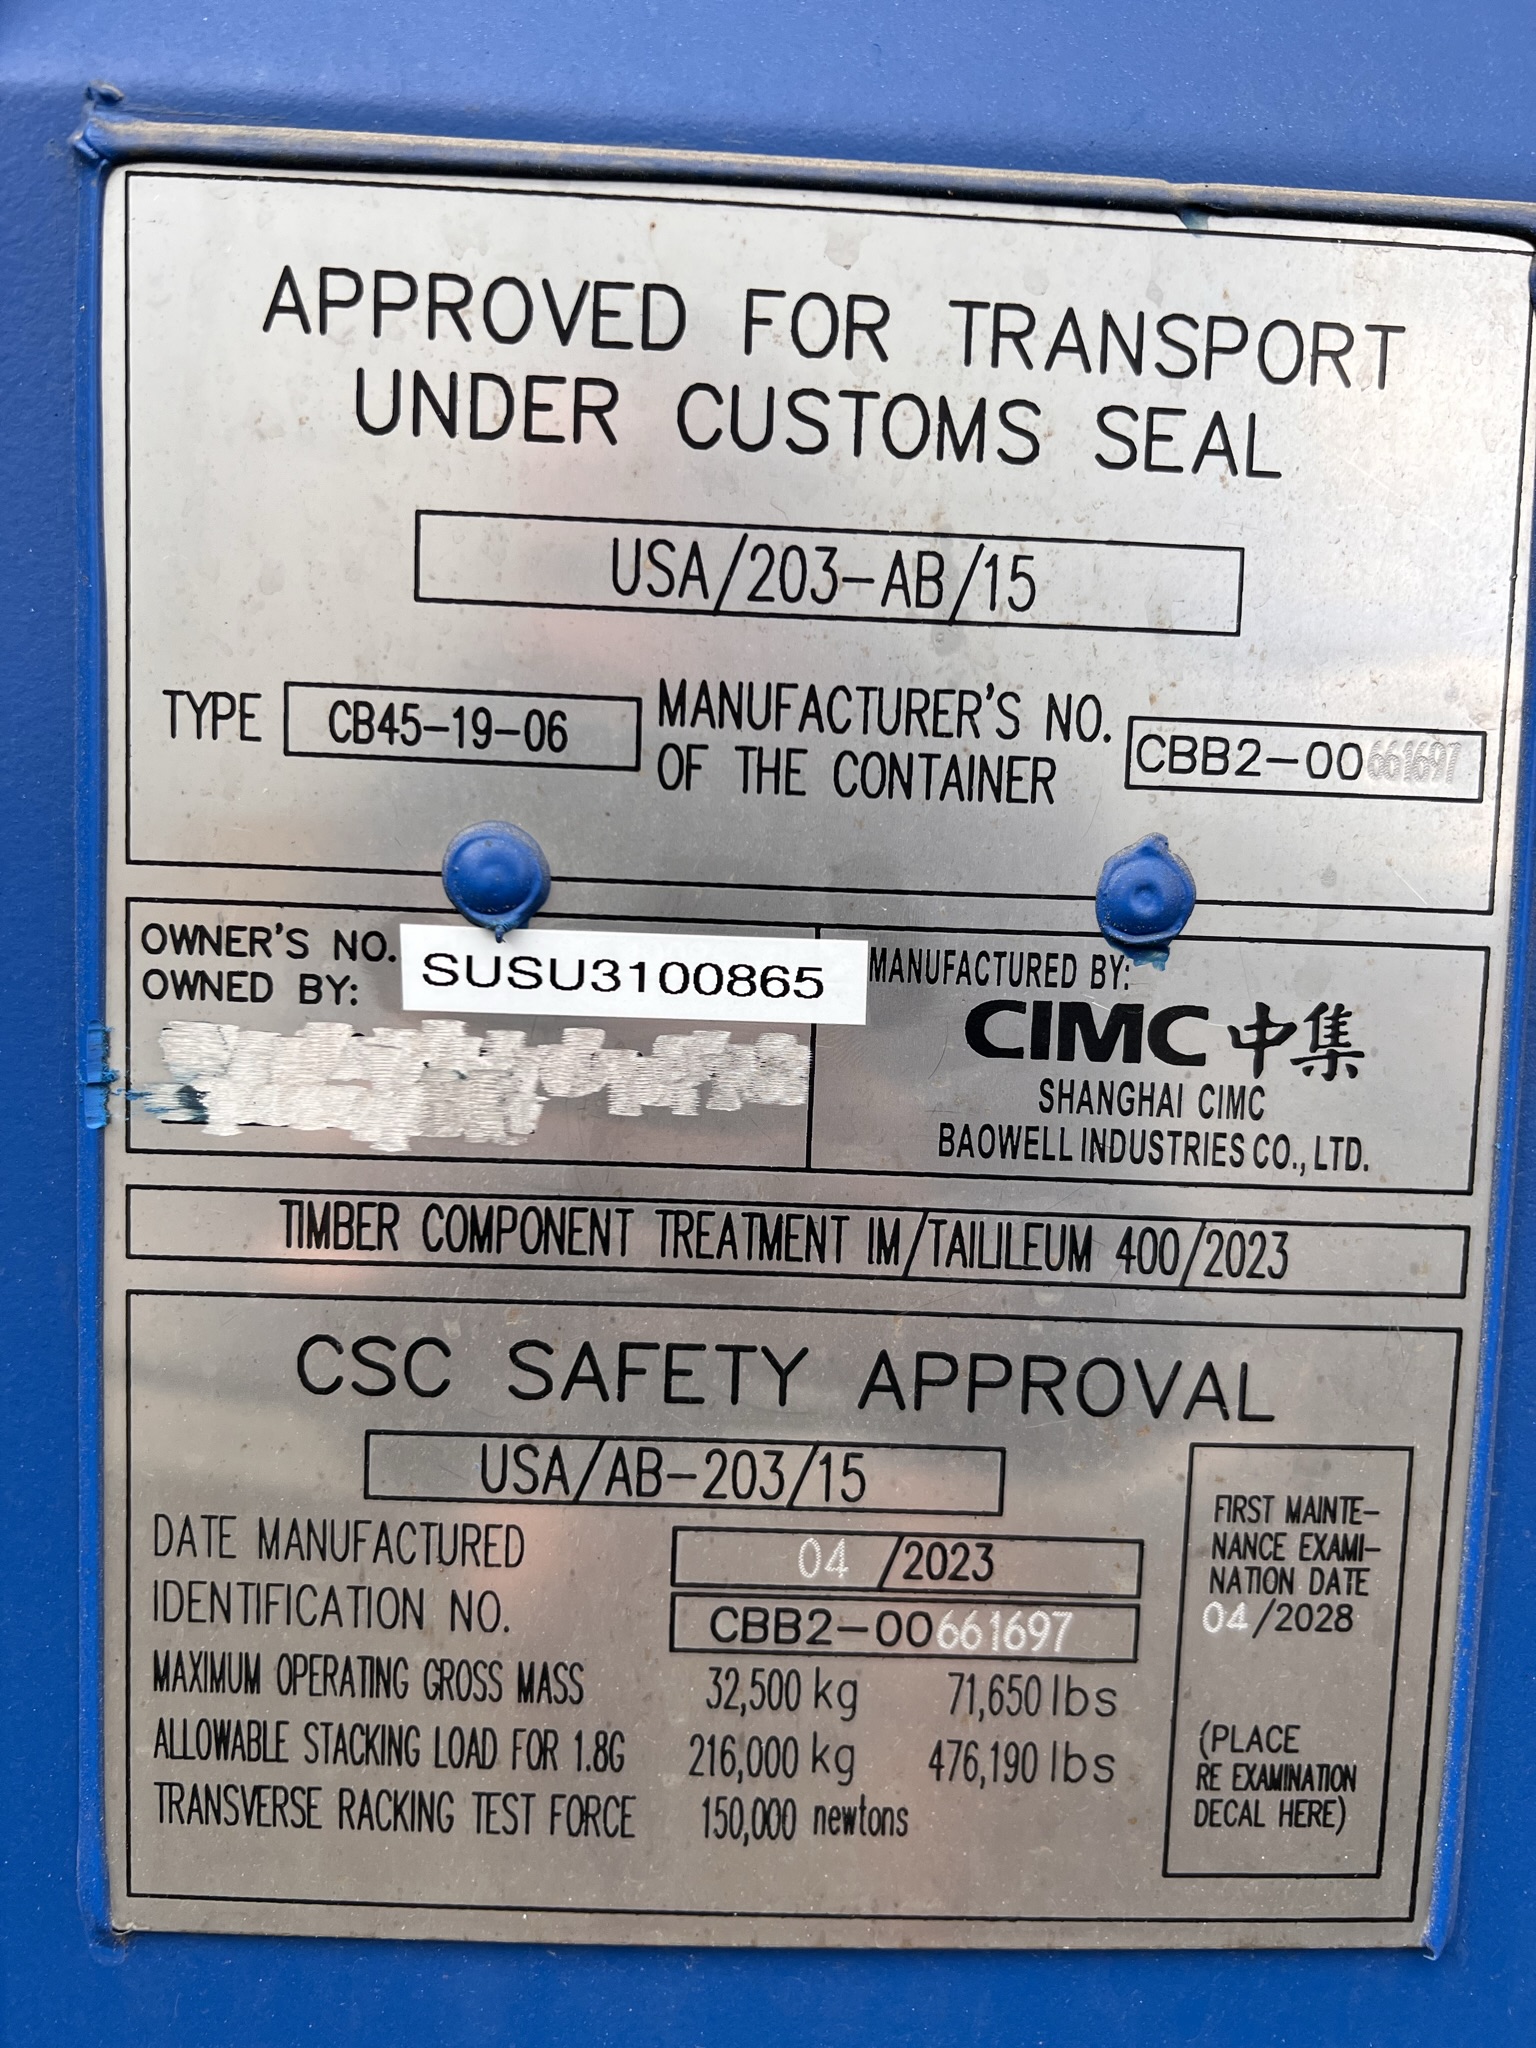 APPROVED FOR TRANSPORT
UNDER CUSTOMS SEAL
USA/203-AB/15
TYPE CB45-19-06
MANUFACTURER'S NO.
OF THE CONTAINER
CBB2-00661697
OWNER'S NO. SUSU3100865
OWNED BY:
MANUFACTURED BY:
CIMC 中集
SHANGHAI CIMC
BAOWELL INDUSTRIES CO., LTD.
TIMBER COMPONENT TREATMENT IM/TAILILEUM 400/2023
CSC SAFETY APPROVAL
USA/AB-203/15
DATE MANUFACTURED 04 /2023
IDENTIFICATION NO. CBB2-00661697
MAXIMUM OPERATING GROSS MASS 32,500 kg 71,650 lbs
ALLOWABLE STACKING LOAD FOR 1.8G 216,000 kg 476,190 lbs
TRANSVERSE RACKING TEST FORCE 150,000 newtons
FIRST MAINTE-
NANCE EXAMI-
NATION DATE
04/2028
(PLACE
RE EXAMINATION
DECAL HERE)